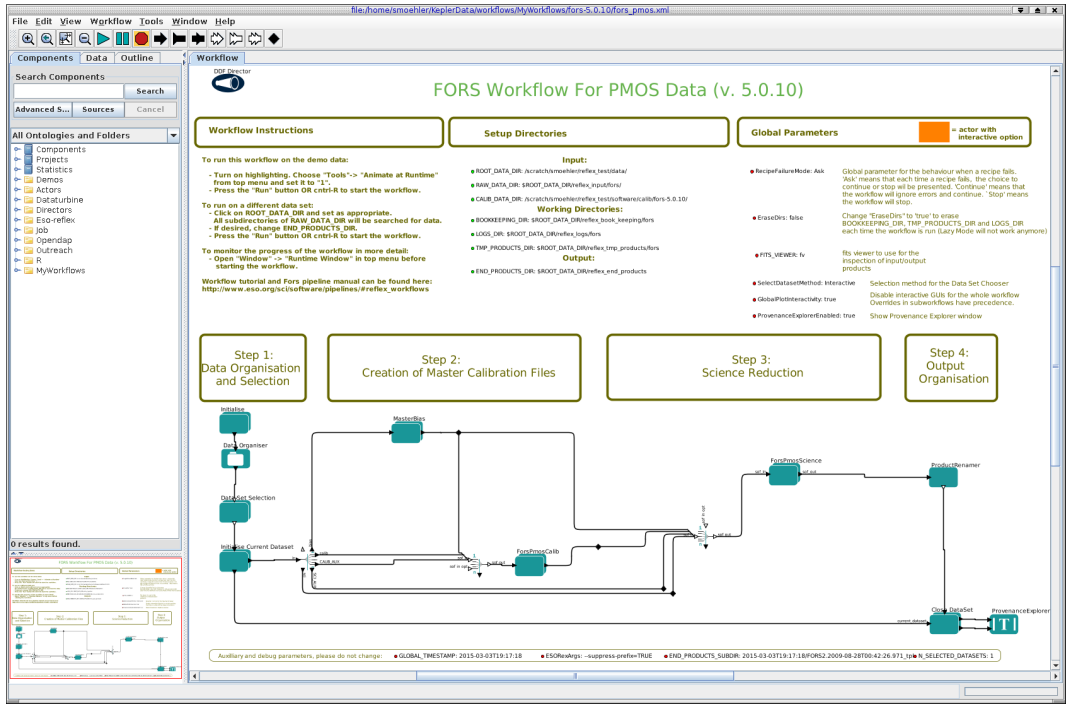 file:/home/smoehler/KeplerData/workflows/MyWorkflows/fors-5.0.10/fors_pmos.xml
File Edit View Workflow Tools Window Help
Components Data Outline
Workflow
Search Components
Search
Advanced S... Sources Cancel
All Ontologies and Folders
Components
Projects
Statistics
Demos
Actors
Dataturbine
Directors
Eso-reflex
Job
Opendap
Outreach
R
MyWorkflows
0 results found.
DDF Director
FORS Workflow For PMOS Data (v. 5.0.10)
Workflow Instructions
To run this workflow on the demo data:
- Turn on highlighting. Choose "Tools"-> "Animate at Runtime"
from top menu and set it to "1".
- Press the "Run" button OR cntrl-R to start the workflow.
To run on a different data set:
- Click on ROOT_DATA_DIR and set as appropriate.
All subdirectories of RAW_DATA_DIR will be searched for data.
- If desired, change END_PRODUCTS_DIR.
- Press the "Run" button OR cntrl-R to start the workflow.
To monitor the progress of the workflow in more detail:
- Open "Window" -> "Runtime Window" in top menu before
starting the workflow.
Workflow tutorial and Fors pipeline manual can be found here:
http://www.eso.org/sci/software/pipelines/#reflex_workflows
Setup Directories
Input:
ROOT_DATA_DIR: /scratch/smoehler/reflex_test/data/
RAW_DATA_DIR: $ROOT_DATA_DIR/reflex_input/fors/
CALIB_DATA_DIR: /scratch/smoehler/reflex_test/software/calib/fors-5.0.10/
Working Directories:
BOOKKEEPING_DIR: $ROOT_DATA_DIR/reflex_book_keeping/fors
LOGS_DIR: $ROOT_DATA_DIR/reflex_logs/fors
TMP_PRODUCTS_DIR: $ROOT_DATA_DIR/reflex_tmp_products/fors
Output:
END_PRODUCTS_DIR: $ROOT_DATA_DIR/reflex_end_products
Global Parameters
= actor with
interactive option
RecipeFailureMode: Ask
Global parameter for the behaviour when a recipe fails.
'Ask' means that each time a recipe fails, the choice to
continue or stop wil be presented. 'Continue' means that
the workflow will ignore errors and continue. `Stop' means
the workflow will stop.
EraseDirs: false
Change "EraseDirs" to 'true' to erase
BOOKKEEPING_DIR, TMP_PRODUCTS_DIR and LOGS_DIR
each time the workflow is run (Lazy Mode will not work anymore)
FITS_VIEWER: fv
fits viewer to use for the
inspection of input/output
products
SelectDatasetMethod: Interactive
Selection method for the Data Set Chooser
GlobalPlotInteractivity: true
Disable interactive GUIs for the whole workflow
Overrides in subworkflows have precedence.
ProvenanceExplorerEnabled: true
Show Provenance Explorer window
Step 1:
Data Organisation
and Selection
Step 2:
Creation of Master Calibration Files
Step 3:
Science Reduction
Step 4:
Output
Organisation
Initialise
Data Organiser
DataSet Selection
Initialise Current Dataset
MasterBias
ForsPmosCalib
ForsPmosScience
ProductRenamer
Close DataSet
ProvenanceExplorer
current_dataset
Auxiliary and debug parameters, please do not change:
GLOBAL_TIMESTAMP: 2015-03-03T19:17:18
ESORexArgs: --suppress-prefix=TRUE
END_PRODUCTS_SUBDIR: 2015-03-03T19:17:18/FORS2.2009-08-28T00:42:26.971_tpl
N_SELECTED_DATASETS: 1